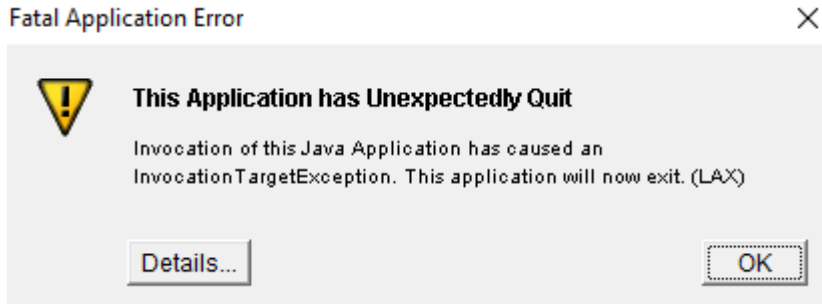 Fatal Application Error
This Application has Unexpectedly Quit
Invocation of this Java Application has caused an
InvocationTargetException. This application will now exit. (LAX)
Details...
OK